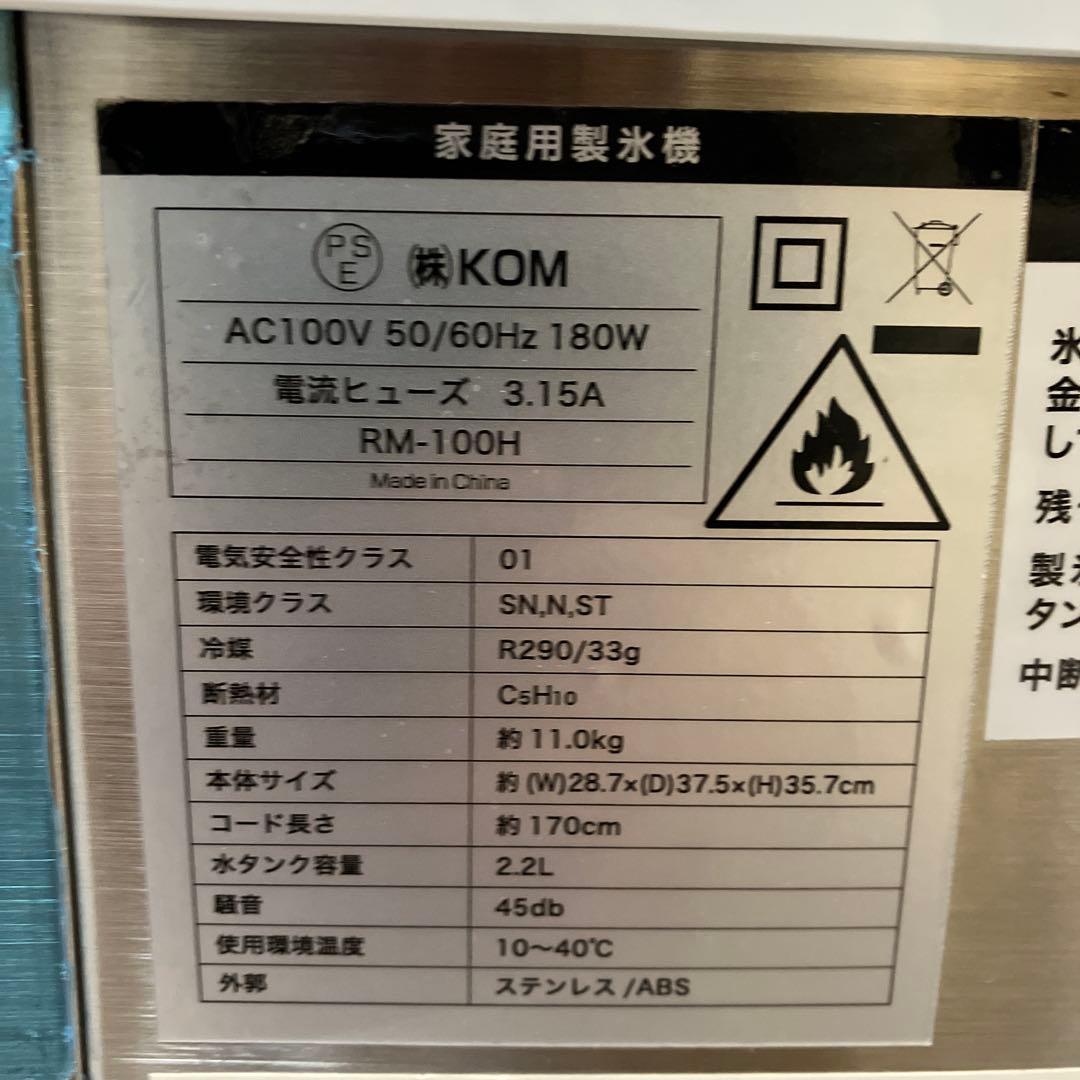 家庭用製氷機
PSE ㈱KOM
AC100V 50/60Hz 180W
電流ヒューズ 3.15A
RM-100H
Made in China
電気安全性クラス 01
環境クラス SN,N,ST
冷媒 R290/33g
断熱材 C5H10
重量 約 11.0kg
本体サイズ 約 (W)28.7×(D)37.5×(H)35.7cm
コード長さ 約 170cm
水タンク容量 2.2L
騒音 45db
使用環境温度 10〜40℃
外郭 ステンレス /ABS
氷
金
し
残
製氷
タン
中断